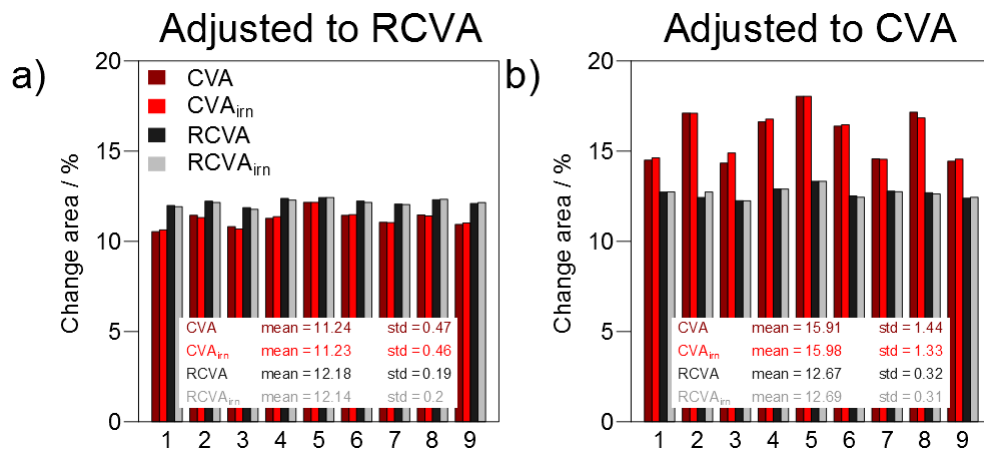 Adjusted to RCVA
a)
Change area / %
20
15
10
5
0
CVA
CVAirn
RCVA
RCVAirn
CVA mean = 11.24 std = 0.47
CVAirn mean = 11.23 std = 0.46
RCVA mean = 12.18 std = 0.19
RCVAirn mean = 12.14 std = 0.2
1 2 3 4 5 6 7 8 9
Adjusted to CVA
b)
Change area / %
20
15
10
5
0
CVA mean = 15.91 std = 1.44
CVAirn mean = 15.98 std = 1.33
RCVA mean = 12.67 std = 0.32
RCVAirn mean = 12.69 std = 0.31
1 2 3 4 5 6 7 8 9